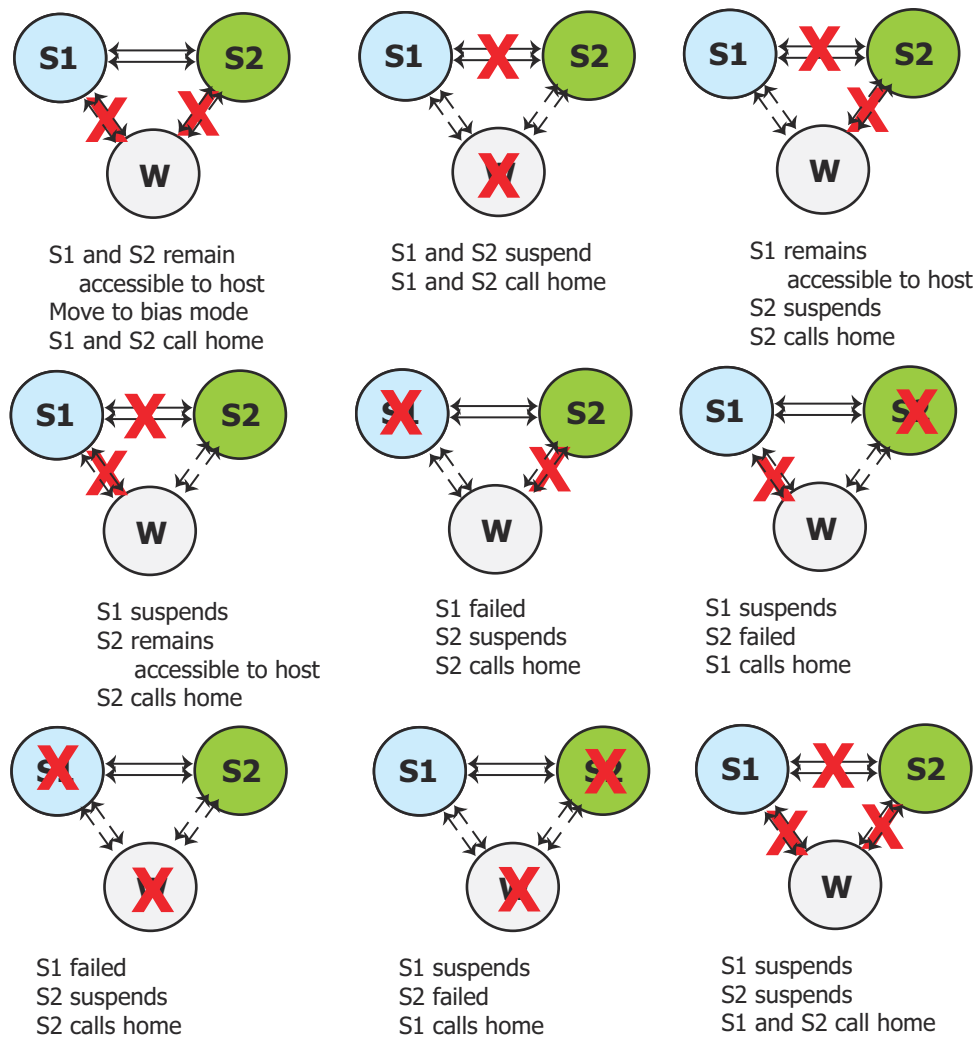 S1
S2
X
X
W
S1 and S2 remain
accessible to host
Move to bias mode
S1 and S2 call home
S1
X
S2
X
S1 and S2 suspend
S1 and S2 call home
S1
X
S2
X
W
S1 remains
accessible to host
S2 suspends
S2 calls home
S1
X
S2
X
W
S1 suspends
S2 remains
accessible to host
S2 calls home
X
S2
X
W
S1 failed
S2 suspends
S2 calls home
S1
S2
X
X
W
S1 suspends
S2 failed
S1 calls home
S1
X
S2
X
S1 failed
S2 suspends
S2 calls home
S1
S2
X
X
S1 suspends
S2 failed
S1 calls home
S1
X
S2
X
X
W
S1 suspends
S2 suspends
S1 and S2 call home